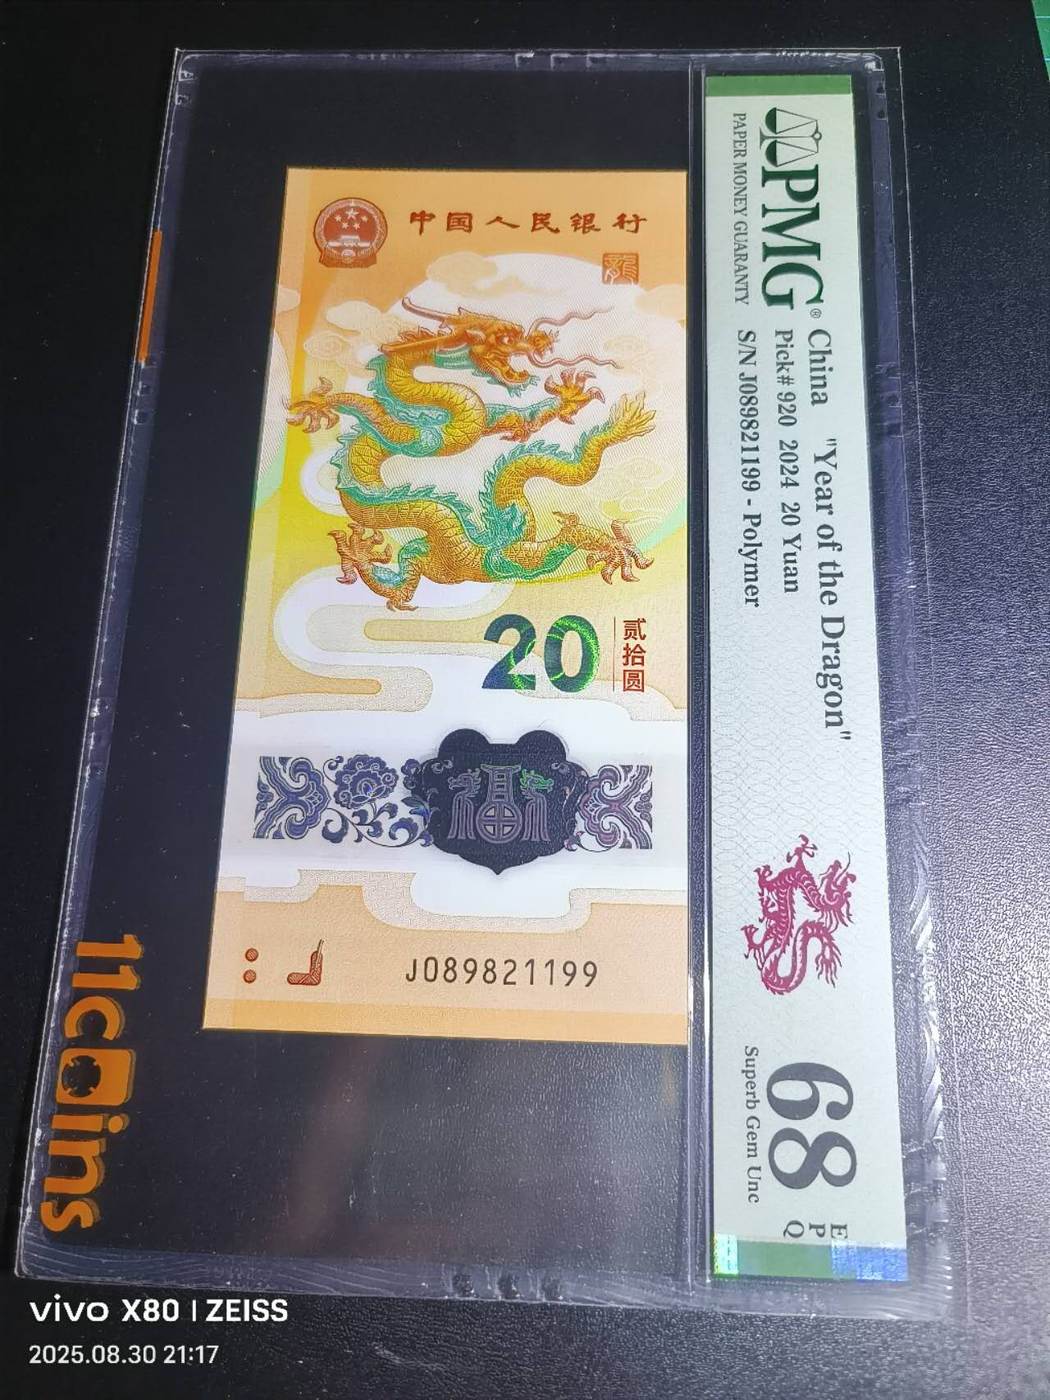 中国人民银行
龍
20
贰拾圆
福
J089821199
PMG®
PAPER MONEY GUARANTY
China "Year of the Dragon"
Pick# 920 2024 20 Yuan
S/N J089821199 - Polymer
68
Superb Gem Unc
E
P
Q
11coins
vivo X80 | ZEISS
2025.08.30 21:17